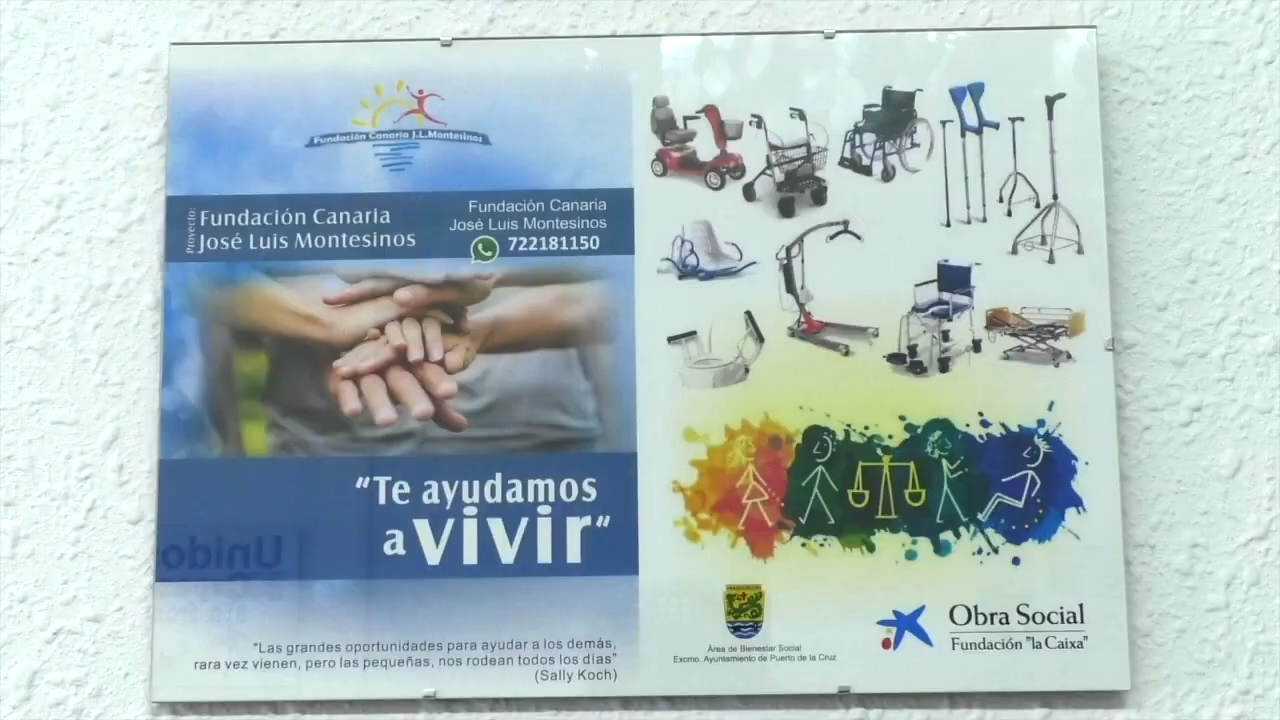 Fundación Canaria J.L.Montesinos
Proyecto:
Fundación Canaria
José Luis Montesinos
Fundación Canaria
José Luis Montesinos
722181150
“Te ayudamos
a vivir“
"Las grandes oportunidades para ayudar a los demás,
rara vez vienen, pero las pequeñas, nos rodean todos los días"
(Sally Koch)
Área de Bienestar Social
Excmo. Ayuntamiento de Puerto de la Cruz
Obra Social
Fundación "la Caixa"
Unido